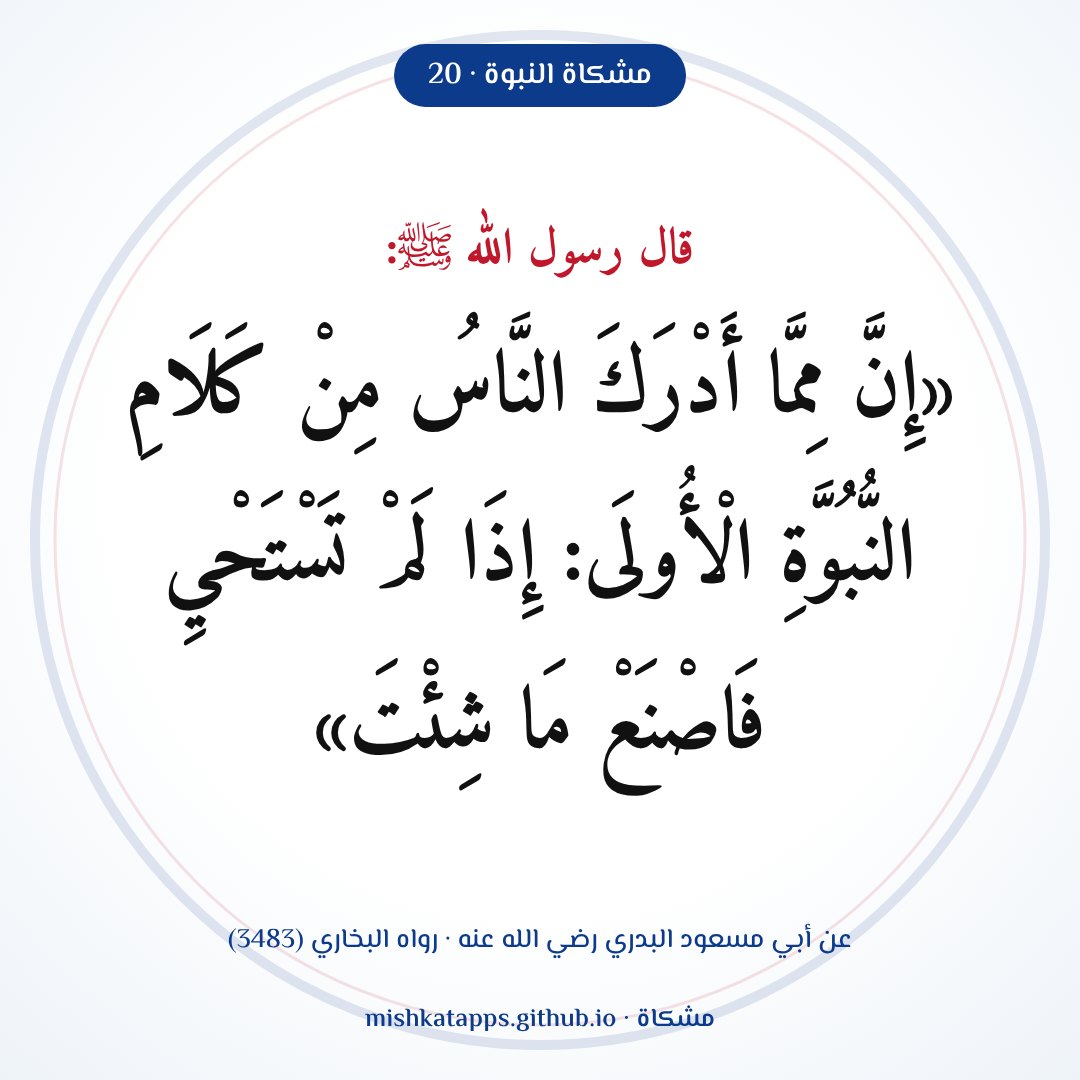 مشكاة النبوة · 20
قال رسول الله ﷺ:
«إِنَّ مِمَّا أَدْرَكَ النَّاسُ مِنْ كَلَامِ
النُّبُوَّةِ الْأُولَى: إِذَا لَمْ تَسْتَحْيِ
فَاصْنَعْ مَا شِئْتَ»
عن أبي مسعود البدري رضي الله عنه · رواه البخاري (3483)
مشكاة · mishkatapps.github.io